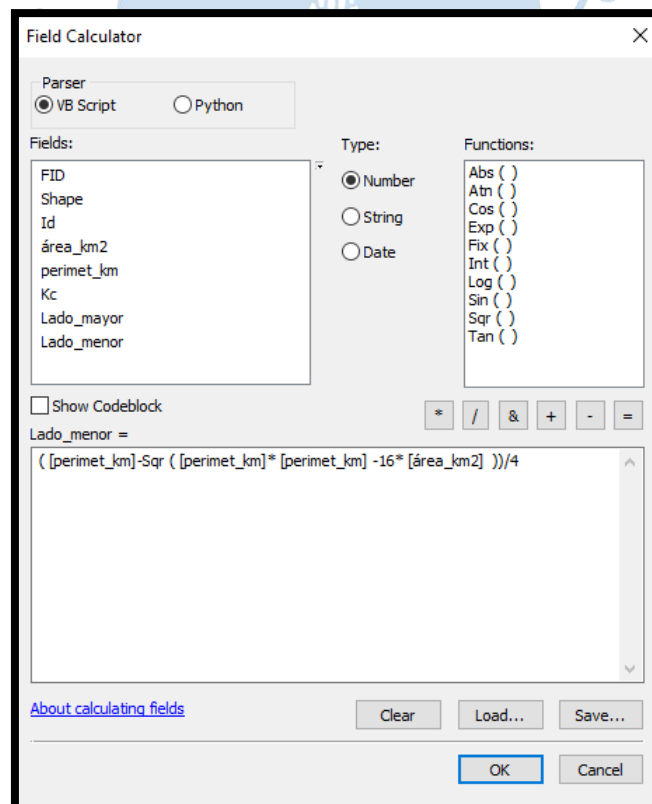 Field Calculator
Parser
VB Script Python
Fields: Type: Functions:
FID
Shape
Id
área_km2
perimet_km
Kc
Lado_mayor
Lado_menor
Number
String
Date
Abs ( )
Atn ( )
Cos ( )
Exp ( )
Fix ( )
Int ( )
Log ( )
Sin ( )
Sqr ( )
Tan ( )
Show Codeblock
* / & + - =
Lado_menor =
( [perimet_km]-Sqr ( [perimet_km]* [perimet_km] -16* [área_km2] ))/4
About calculating fields
Clear Load... Save...
OK Cancel